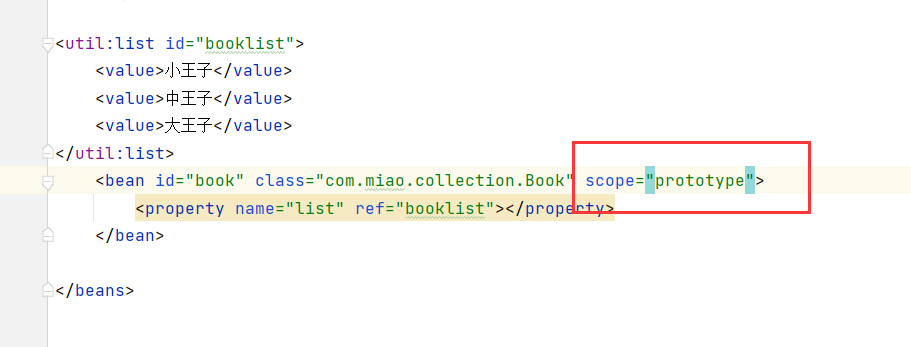 <util:list id="booklist">
<value>小王子</value>
<value>中王子</value>
<value>大王子</value>
</util:list>
<bean id="book" class="com.miao.collection.Book" scope="prototype">
<property name="list" ref="booklist"></property>
</bean>
</beans>